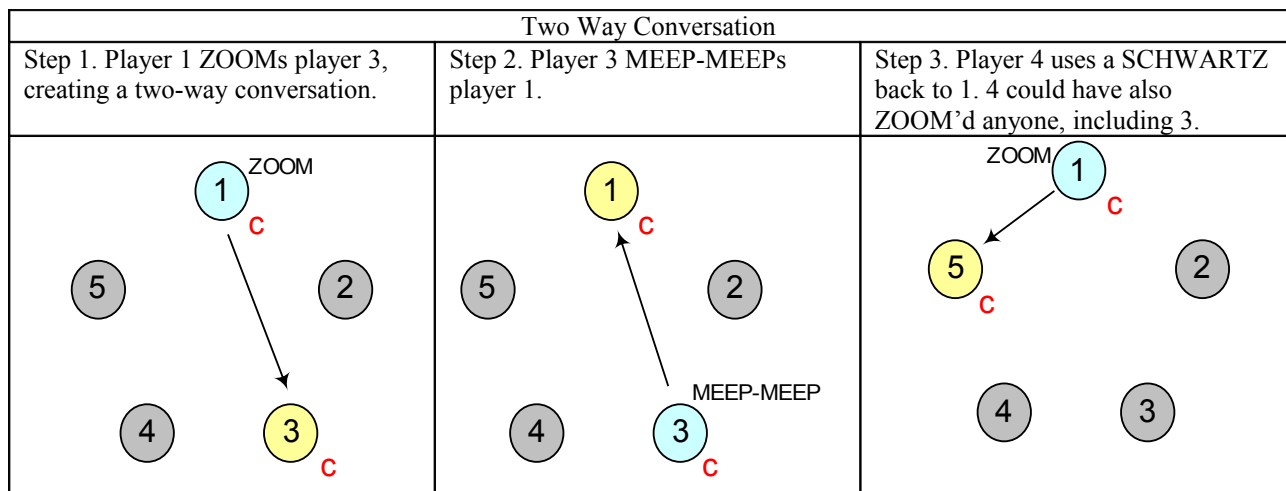 Two Way Conversation
Step 1. Player 1 ZOOMs player 3,
creating a two-way conversation.
Step 2. Player 3 MEEP-MEEPs
player 1.
Step 3. Player 4 uses a SCHWARTZ
back to 1. 4 could have also
ZOOM’d anyone, including 3.
1
ZOOM
C
5
2
4
3
C
1
C
5
2
MEEP-MEEP
4
3
C
ZOOM
1
C
5
C
2
4
3